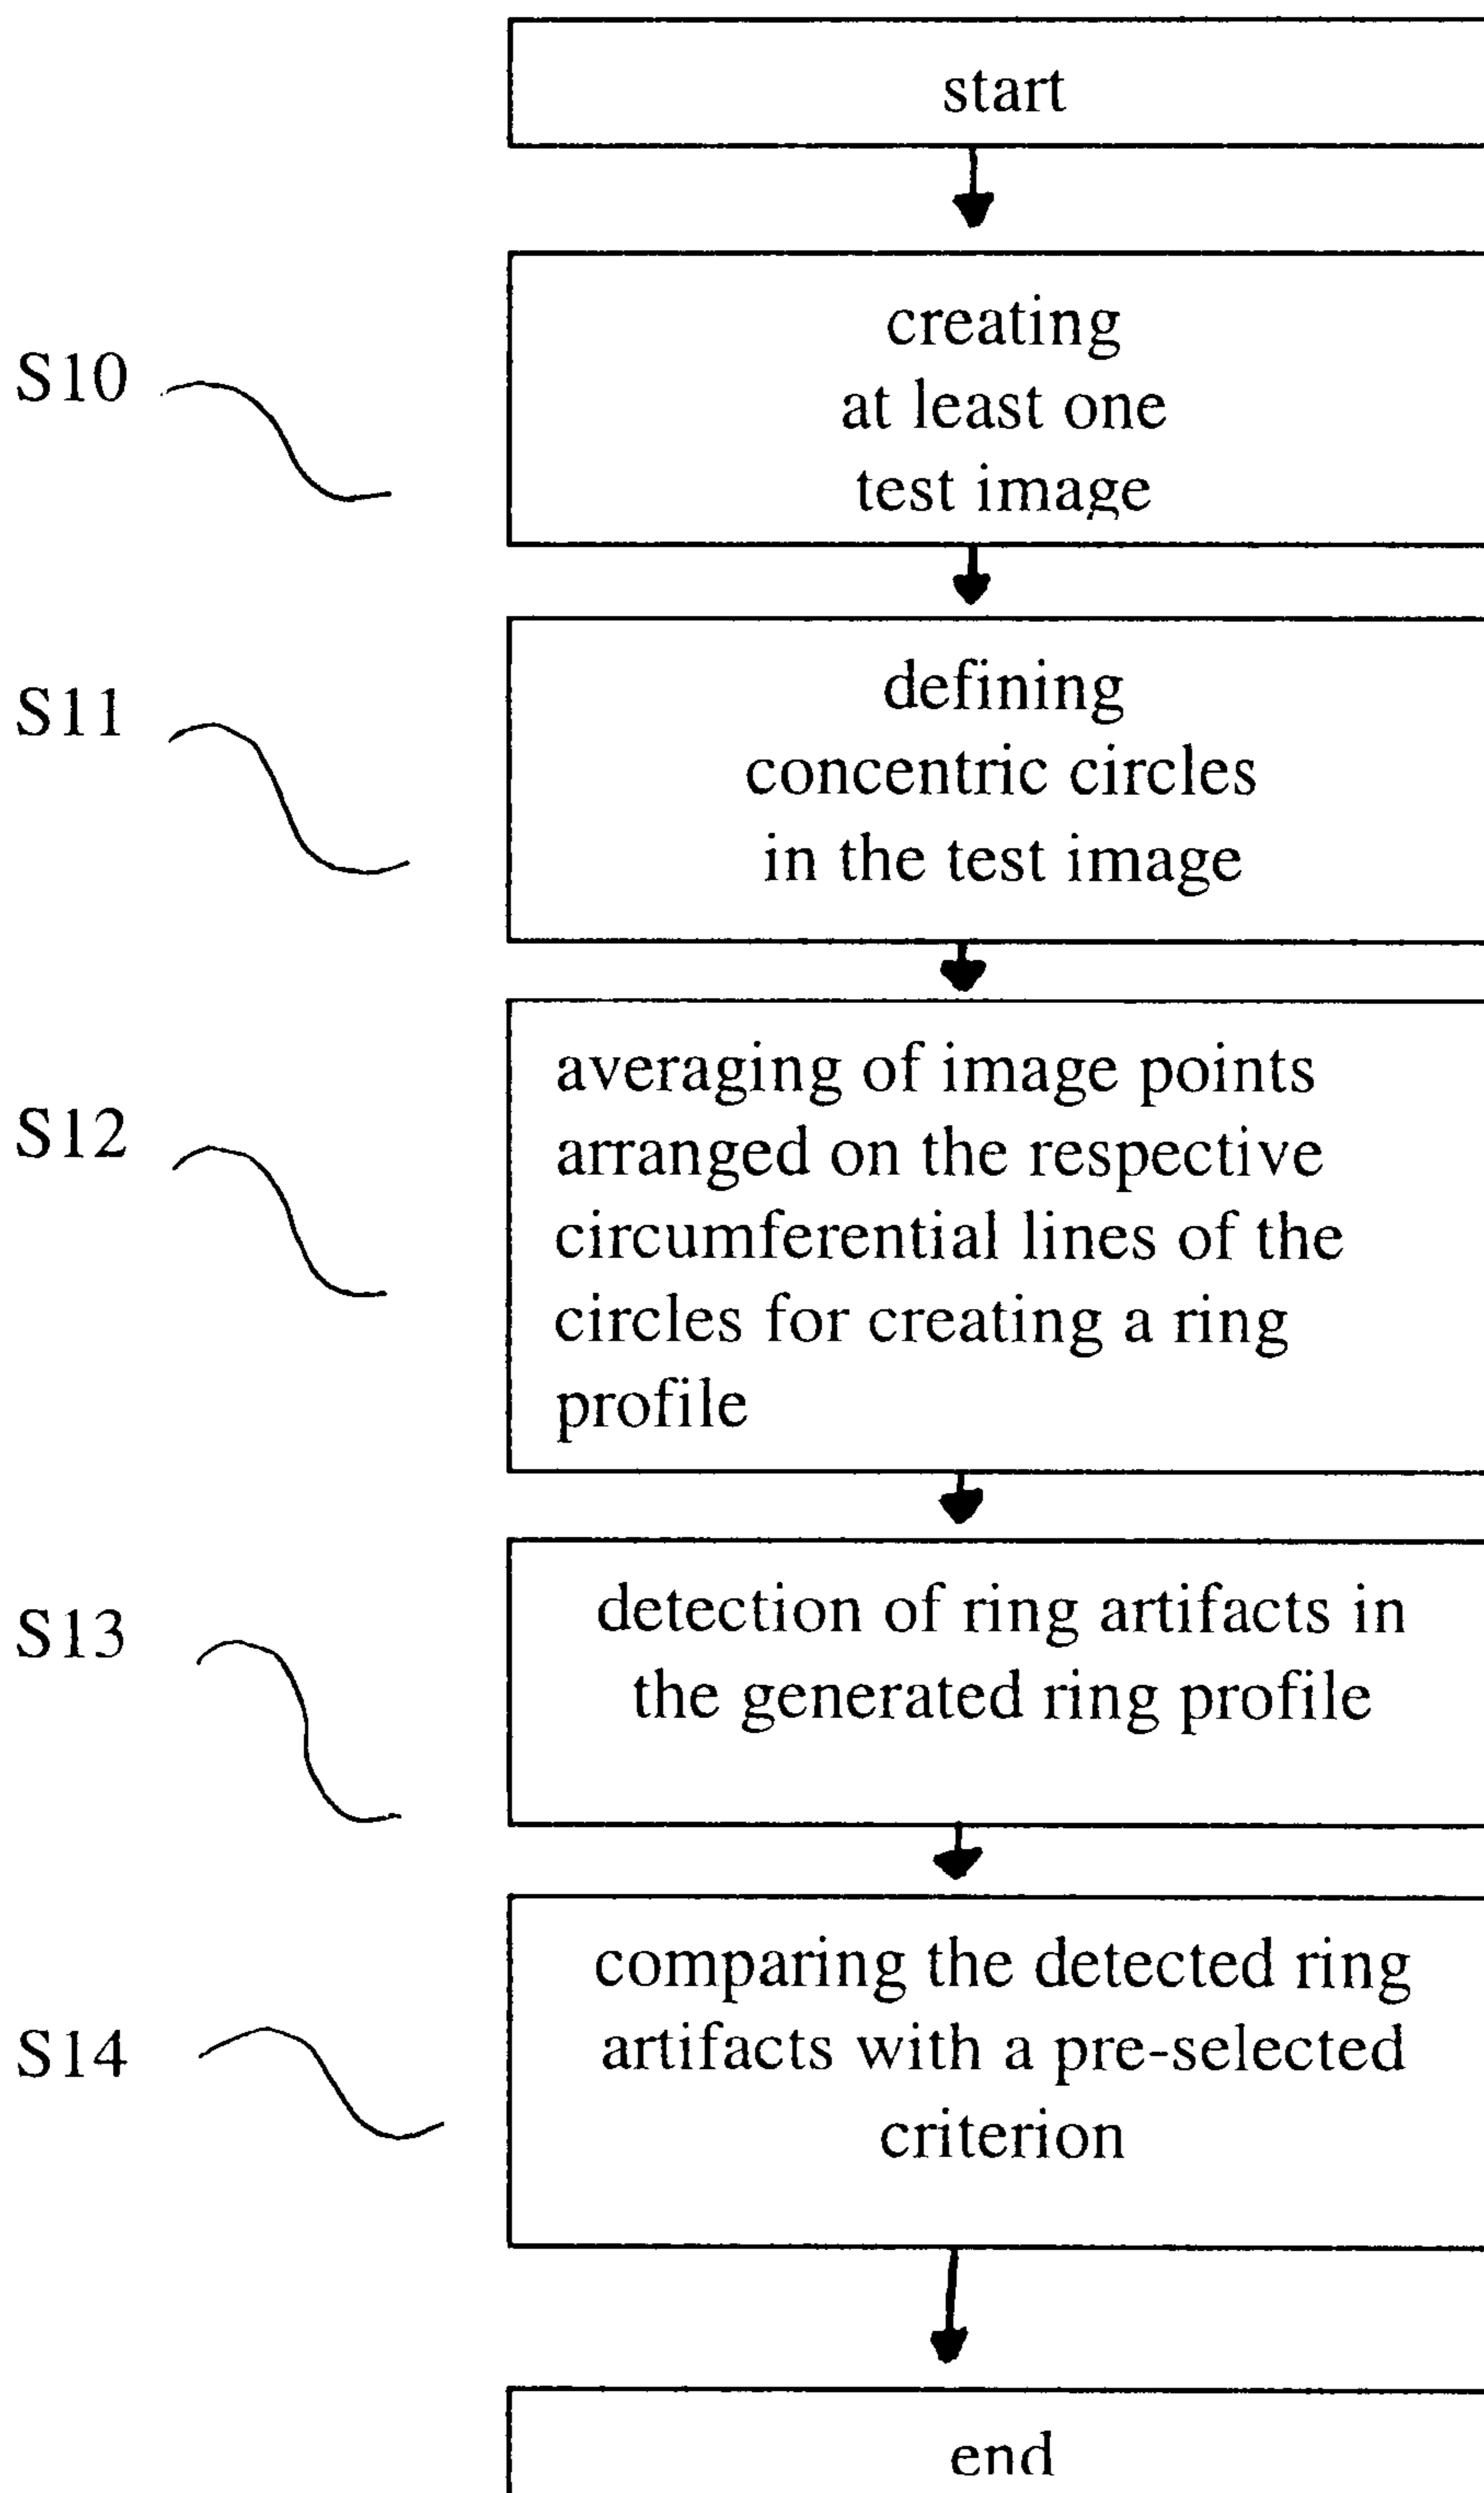 start
S10
creating
at least one
test image
S11
defining
concentric circles
in the test image
S12
averaging of image points
arranged on the respective
circumferential lines of the
circles for creating a ring
profile
S13
detection of ring artifacts in
the generated ring profile
S14
comparing the detected ring
artifacts with a pre-selected
criterion
end